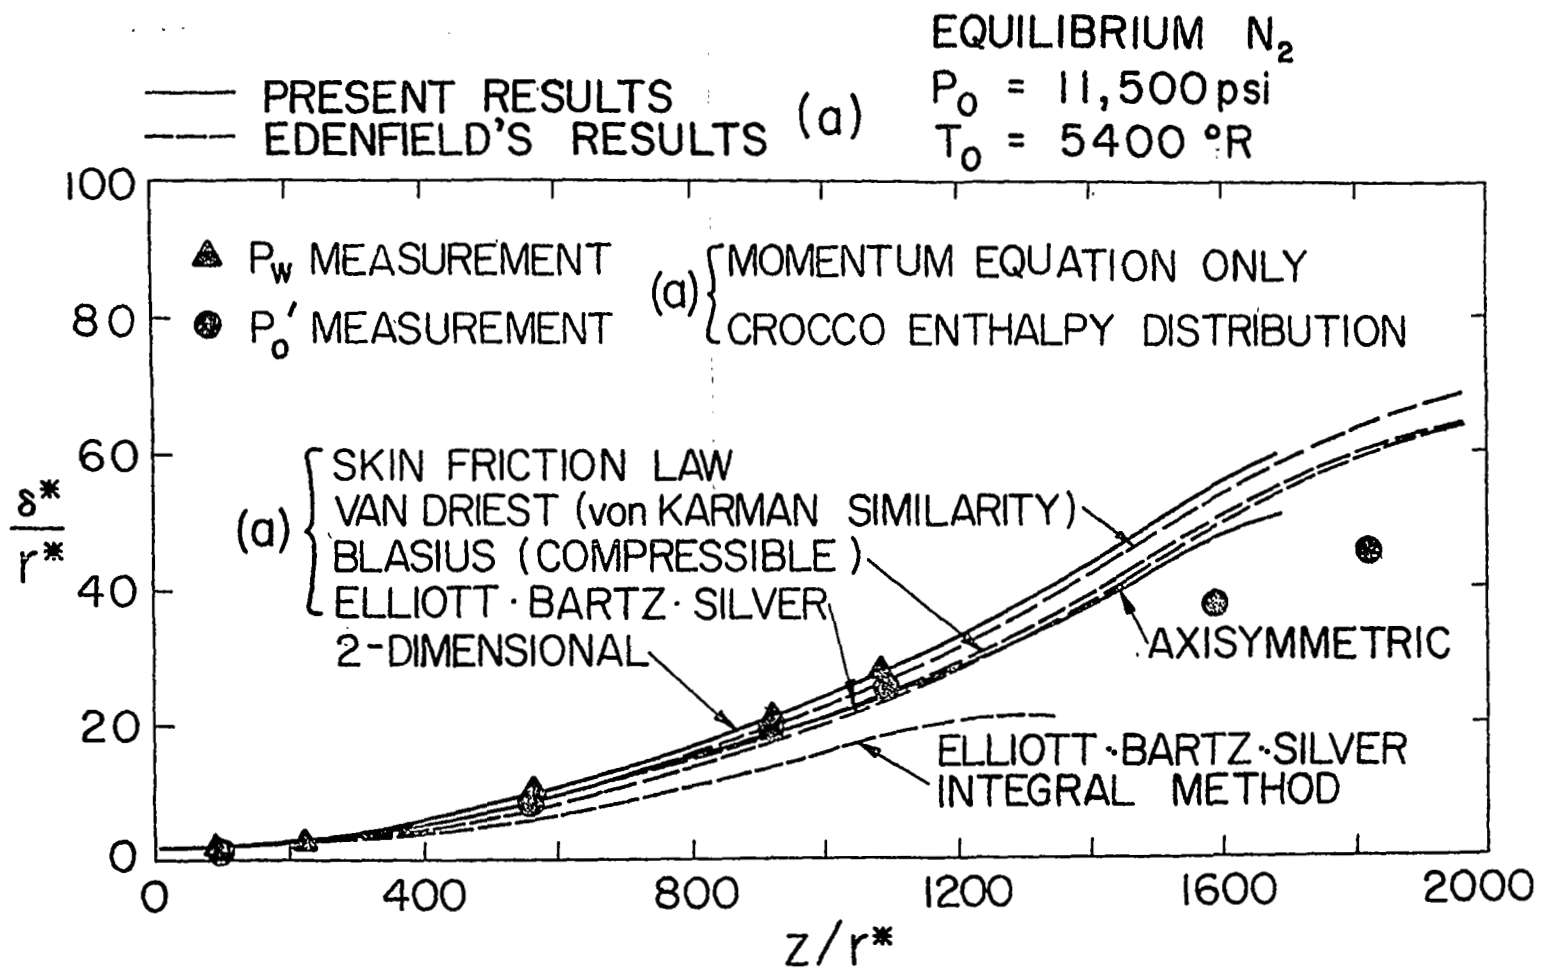 EQUILIBRIUM N₂
PRESENT RESULTS
EDENFIELD'S RESULTS (a)
P₀ = 11,500 psi
T₀ = 5400 °R
100
80
60
40
20
0
δ*/r*
P_w MEASUREMENT
P₀' MEASUREMENT
(a) { MOMENTUM EQUATION ONLY
CROCCO ENTHALPY DISTRIBUTION
(a) { SKIN FRICTION LAW
VAN DRIEST (von KARMAN SIMILARITY)
BLASIUS (COMPRESSIBLE)
ELLIOTT·BARTZ·SILVER
2-DIMENSIONAL
AXISYMMETRIC
ELLIOTT·BARTZ·SILVER
INTEGRAL METHOD
0 400 800 1200 1600 2000
z/r*